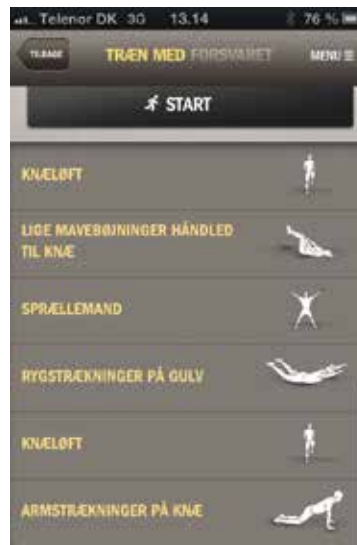 Telenor DK 3G 13.14 76 %
TILBAGE TRÆN MED FORSVARET MENU
START
KNÆLØFT
LIGE MAVEBØJNINGER HÅNDLED
TIL KNÆ
SPRÆLLEMAND
RYGSTRÆKNINGER PÅ GULV
KNÆLØFT
ARMSTRÆKNINGER PÅ KNÆ